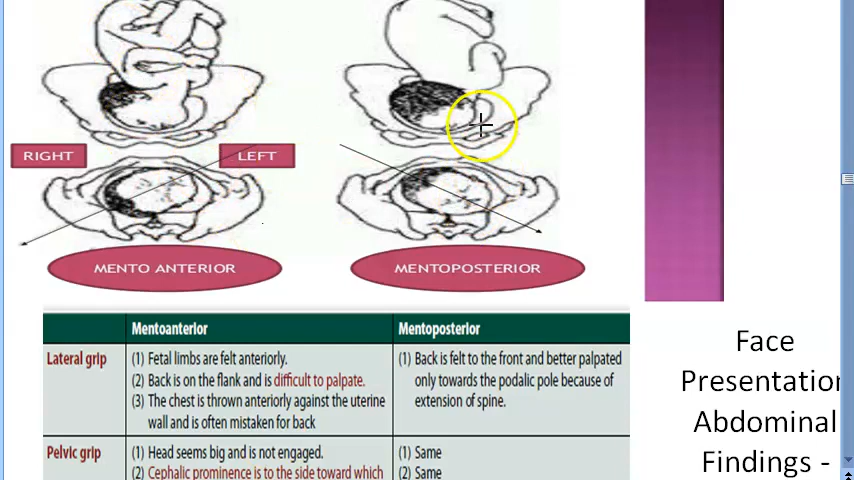 RIGHT
LEFT
MENTO ANTERIOR
MENTOPOSTERIOR
Mentoanterior
Mentoposterior
Lateral grip
(1) Fetal limbs are felt anteriorly.
(2) Back is on the flank and is difficult to palpate.
(3) The chest is thrown anteriorly against the uterine
wall and is often mistaken for back
(1) Back is felt to the front and better palpated
only towards the podalic pole because of
extension of spine.
Pelvic grip
(1) Head seems big and is not engaged.
(2) Cephalic prominence is to the side toward which
(1) Same
(2) Same
Face
Presentation
Abdominal
Findings -